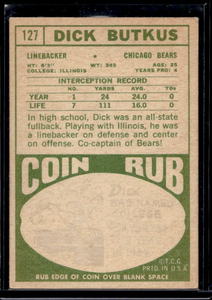 127 DICK BUTKUS
LINEBACKER * CHICAGO BEARS
HT: 6'3" WT: 245 AGE: 25
COLLEGE: ILLINOIS YEARS PRO: 4
INTERCEPTION RECORD
NO. YARDS AVG. TD
YEAR 1 24 24.0 0
LIFE 7 111 16.0 0
In high school, Dick was an all-state
fullback. Playing with Illinois, he
was a linebacker on defense and center
on offense. Co-captain of Bears!
COIN RUB
© T.C.G.
PRTD. IN U.S.A.
RUB EDGE OF COIN OVER BLANK SPACE